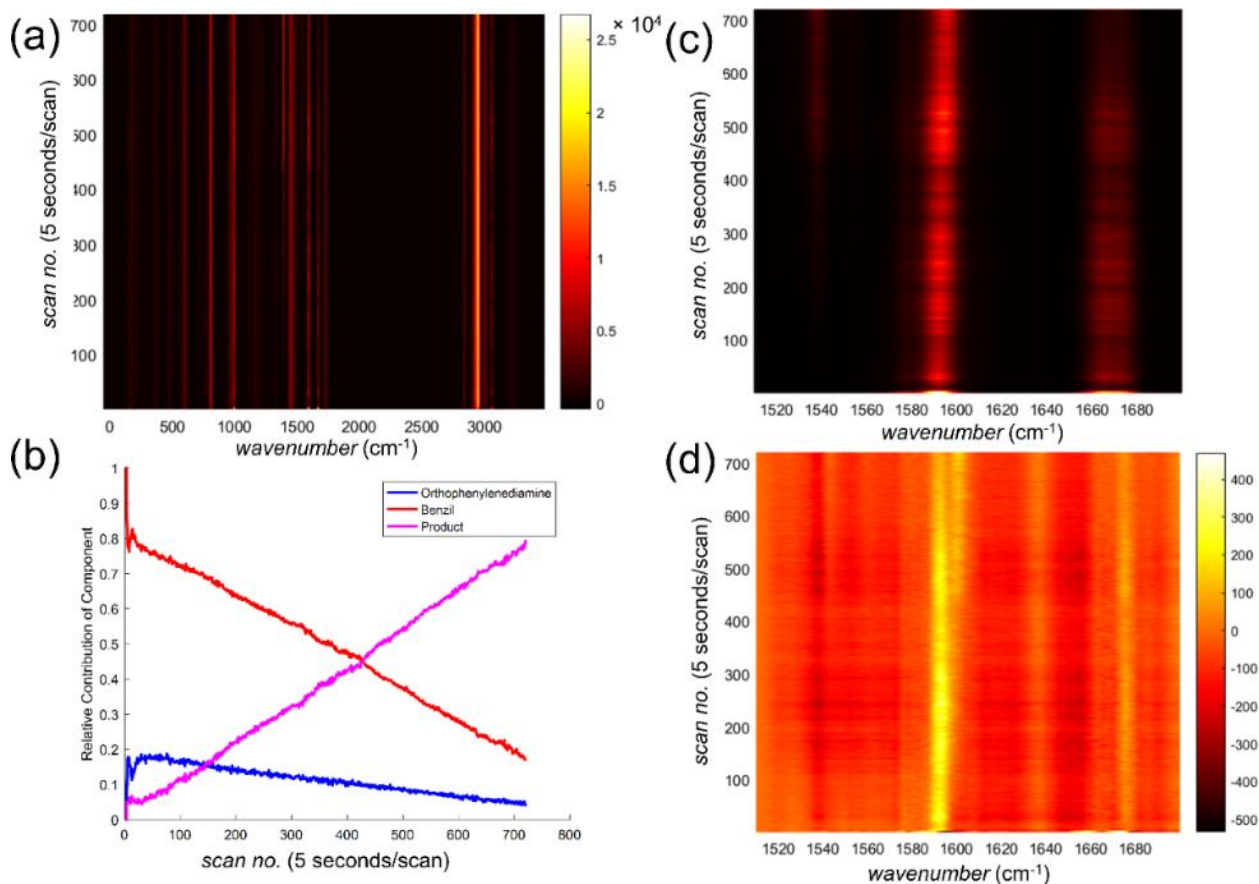 (a)
× 10⁴
2.5
2
1.5
1
0.5
0
700
600
500
400
300
200
100
scan no. (5 seconds/scan)
0 500 1000 1500 2000 2500 3000
wavenumber (cm⁻¹)
(b)
Orthophenylenediamine
Benzil
Product
1
0.9
0.8
0.7
0.6
0.5
0.4
0.3
0.2
0.1
0
Relative Contribution of Component
0 100 200 300 400 500 600 700 800
scan no. (5 seconds/scan)
(c)
700
600
500
400
300
200
100
scan no. (5 seconds/scan)
1520 1540 1560 1580 1600 1620 1640 1660 1680
wavenumber (cm⁻¹)
(d)
700
600
500
400
300
200
100
scan no. (5 seconds/scan)
400
300
200
100
0
-100
-200
-300
-400
-500
1520 1540 1560 1580 1600 1620 1640 1660 1680
wavenumber (cm⁻¹)